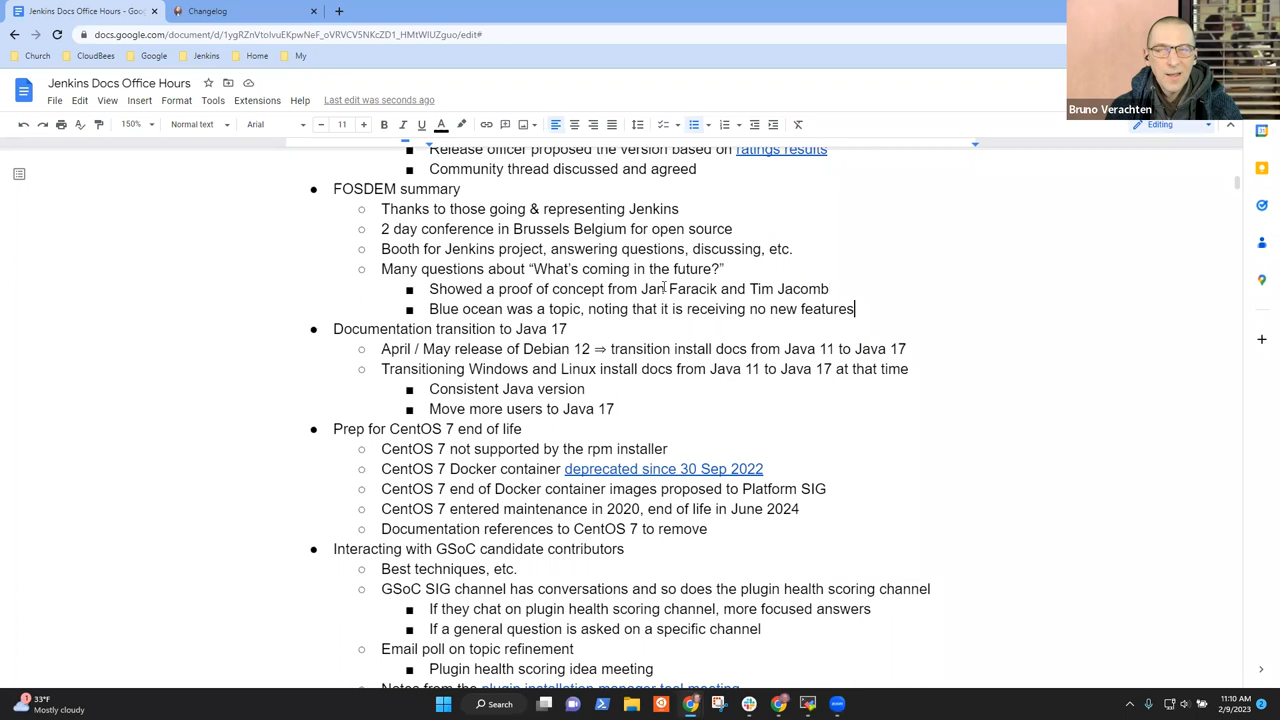 Jenkins Docs Office Hours - Goo
Changelog
docs.google.com/document/d/1ygRZnVtoIvuEKpwNeF_oVRVCV5NKcZD1_HMtWlUZguo/edit#
Church
CloudBees
Google
Jenkins
Home
My
Jenkins Docs Office Hours
File Edit View Insert Format Tools Extensions Help Last edit was seconds ago
Bruno Verachten
150% Normal text Arial 11 Editing
Release officer proposed the version based on ratings results
Community thread discussed and agreed
FOSDEM summary
Thanks to those going & representing Jenkins
2 day conference in Brussels Belgium for open source
Booth for Jenkins project, answering questions, discussing, etc.
Many questions about “What’s coming in the future?”
Showed a proof of concept from Jan Faracik and Tim Jacomb
Blue ocean was a topic, noting that it is receiving no new features
Documentation transition to Java 17
April / May release of Debian 12 ⇒ transition install docs from Java 11 to Java 17
Transitioning Windows and Linux install docs from Java 11 to Java 17 at that time
Consistent Java version
Move more users to Java 17
Prep for CentOS 7 end of life
CentOS 7 not supported by the rpm installer
CentOS 7 Docker container deprecated since 30 Sep 2022
CentOS 7 end of Docker container images proposed to Platform SIG
CentOS 7 entered maintenance in 2020, end of life in June 2024
Documentation references to CentOS 7 to remove
Interacting with GSoC candidate contributors
Best techniques, etc.
GSoC SIG channel has conversations and so does the plugin health scoring channel
If they chat on plugin health scoring channel, more focused answers
If a general question is asked on a specific channel
Email poll on topic refinement
Plugin health scoring idea meeting
Notes from the plugin installation manager tool meeting
33°F
Mostly cloudy
Search
11:10 AM
2/9/2023